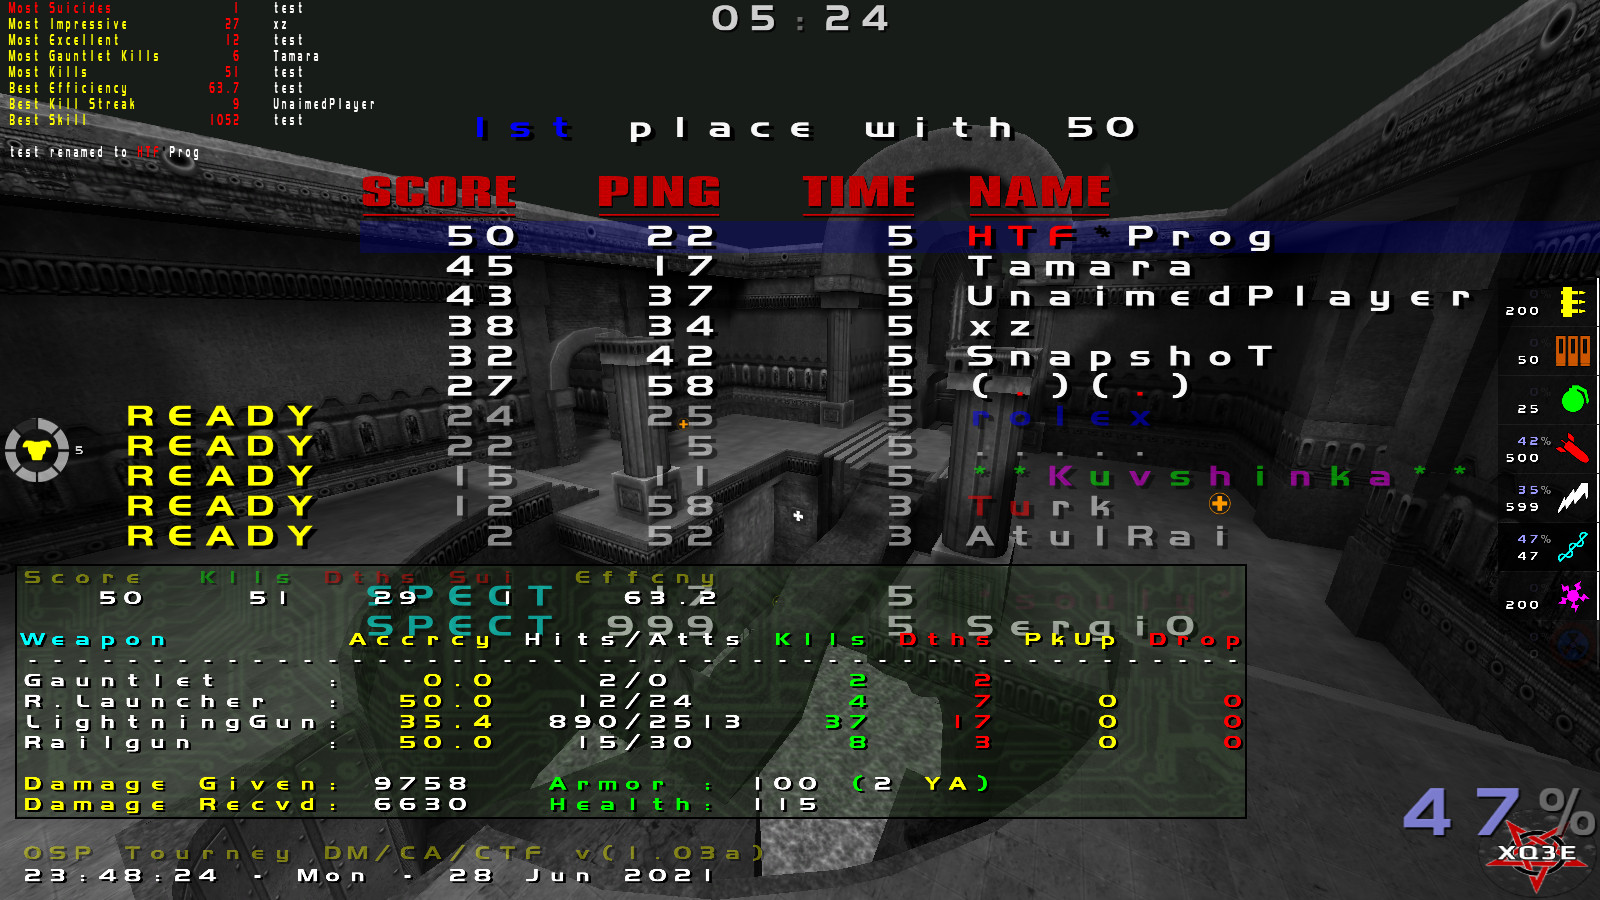 Most Suicides 1 test
Most Impressive 27 xz
Most Excellent 12 test
Most Gauntlet Kills 6 Tamara
Most Kills 51 test
Best Efficiency 63.7 test
Best Kill Streak 9 UnaimedPlayer
Best Skill 1052 test
test renamed to HTF*Prog
05:24
1st place with 50
SCORE PING TIME NAME
50 22 5 HTF*Prog
45 17 5 Tamara
43 37 5 UnaimedPlayer
38 34 5 xz
32 42 5 SnapshoT
27 58 5 (.)(.)
READY 24 25 5 rolex
READY 22 5 5 .....
READY 15 11 5 **Kuvshinka**
READY 12 58 3 Turk
READY 2 52 3 AtulRai
SPECT 5
SPECT 999 5 Sergi0
Score Klls Dths Sui Effcny
50 51 29 1 63.2
Weapon Accrcy Hits/Atts Klls Dths PkUp Drop
Gauntlet : 0.0 2/0 2 2
R.Launcher : 50.0 12/24 4 7 0 0
LightningGun: 35.4 890/2513 37 17 0 0
Railgun : 50.0 15/30 8 3 0 0
Damage Given: 9758 Armor : 100 (2 YA)
Damage Recvd: 6630 Health: 115
OSP Tourney DM/CA/CTF v(1.03a)
23:48:24 - Mon - 28 Jun 2021
5
200
50
25
42%
500
35%
599
47%
47
200
47%
XQ3E